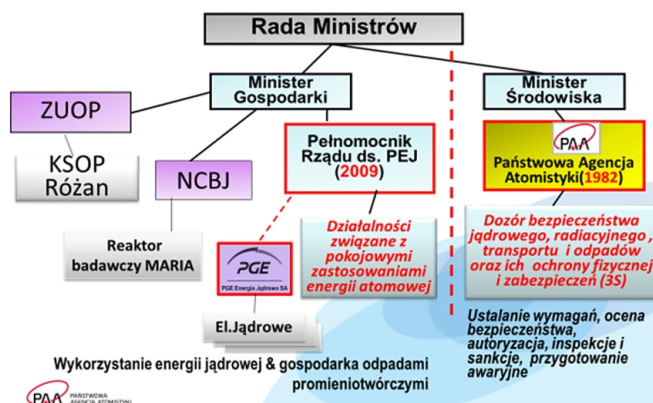 Rada Ministrów
Minister
Gospodarki
Minister
Środowiska
ZUOP
KSOP
Różan
NCBJ
Reaktor
badawczy MARIA
Pełnomocnik
Rządu ds. PEJ
(2009)
PAA
Państwowa Agencja
Atomistyki(1982)
Działalności
związane z
pokojowymi
zastosowaniami
energii atomowej
Dozór bezpieczeństwa
jądrowego, radiacyjnego ,
transportu i odpadów
oraz ich ochrony fizycznej
i zabezpieczeń (3S)
PGE
PGE Energia Jądrowa SA
El.Jądrowe
Ustalanie wymagań, ocena
bezpieczeństwa,
autoryzacja, inspekcje i
sankcje, przygotowanie
awaryjne
Wykorzystanie energii jądrowej & gospodarka odpadami
promieniotwórczymi
PAA
PAŃSTWOWA
AGENCJA ATOMISTYKI